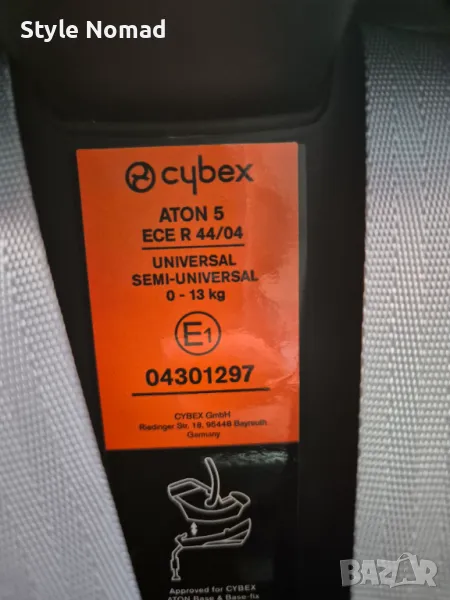 Style Nomad
cybex
ATON 5
ECE R 44/04
UNIVERSAL
SEMI-UNIVERSAL
0 - 13 kg
E1
04301297
CYBEX GmbH
Riedinger Str. 18, 95448 Bayreuth
Germany
Approved for CYBEX
ATON Base & Base-fix
BAZAR